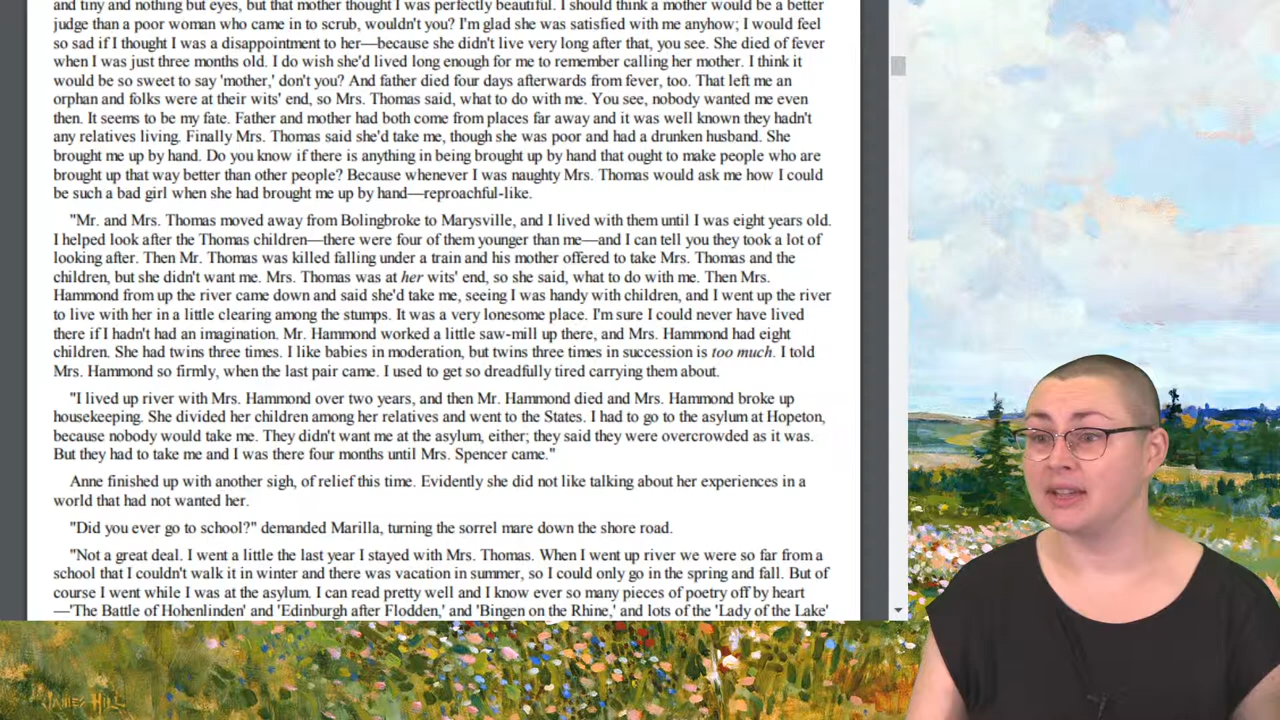 and tiny and nothing but eyes, but that mother thought I was perfectly beautiful. I should think a mother would be a better
judge than a poor woman who came in to scrub, wouldn't you? I'm glad she was satisfied with me anyhow; I would feel
so sad if I thought I was a disappointment to her—because she didn't live very long after that, you see. She died of fever
when I was just three months old. I do wish she'd lived long enough for me to remember calling her mother. I think it
would be so sweet to say 'mother,' don't you? And father died four days afterwards from fever, too. That left me an
orphan and folks were at their wits' end, so Mrs. Thomas said, what to do with me. You see, nobody wanted me even
then. It seems to be my fate. Father and mother had both come from places far away and it was well known they hadn't
any relatives living. Finally Mrs. Thomas said she'd take me, though she was poor and had a drunken husband. She
brought me up by hand. Do you know if there is anything in being brought up by hand that ought to make people who are
brought up that way better than other people? Because whenever I was naughty Mrs. Thomas would ask me how I could
be such a bad girl when she had brought me up by hand—reproachful-like.
"Mr. and Mrs. Thomas moved away from Bolingbroke to Marysville, and I lived with them until I was eight years old.
I helped look after the Thomas children—there were four of them younger than me—and I can tell you they took a lot of
looking after. Then Mr. Thomas was killed falling under a train and his mother offered to take Mrs. Thomas and the
children, but she didn't want me. Mrs. Thomas was at her wits' end, so she said, what to do with me. Then Mrs.
Hammond from up the river came down and said she'd take me, seeing I was handy with children, and I went up the river
to live with her in a little clearing among the stumps. It was a very lonesome place. I'm sure I could never have lived
there if I hadn't had an imagination. Mr. Hammond worked a little saw-mill up there, and Mrs. Hammond had eight
children. She had twins three times. I like babies in moderation, but twins three times in succession is too much. I told
Mrs. Hammond so firmly, when the last pair came. I used to get so dreadfully tired carrying them about.
"I lived up river with Mrs. Hammond over two years, and then Mr. Hammond died and Mrs. Hammond broke up
housekeeping. She divided her children among her relatives and went to the States. I had to go to the asylum at Hopeton,
because nobody would take me. They didn't want me at the asylum, either; they said they were overcrowded as it was.
But they had to take me and I was there four months until Mrs. Spencer came."
Anne finished up with another sigh, of relief this time. Evidently she did not like talking about her experiences in a
world that had not wanted her.
"Did you ever go to school?" demanded Marilla, turning the sorrel mare down the shore road.
"Not a great deal. I went a little the last year I stayed with Mrs. Thomas. When I went up river we were so far from a
school that I couldn't walk it in winter and there was vacation in summer, so I could only go in the spring and fall. But of
course I went while I was at the asylum. I can read pretty well and I know ever so many pieces of poetry off by heart
—'The Battle of Hohenlinden' and 'Edinburgh after Flodden,' and 'Bingen on the Rhine,' and lots of the 'Lady of the Lake'
JAMES HILL